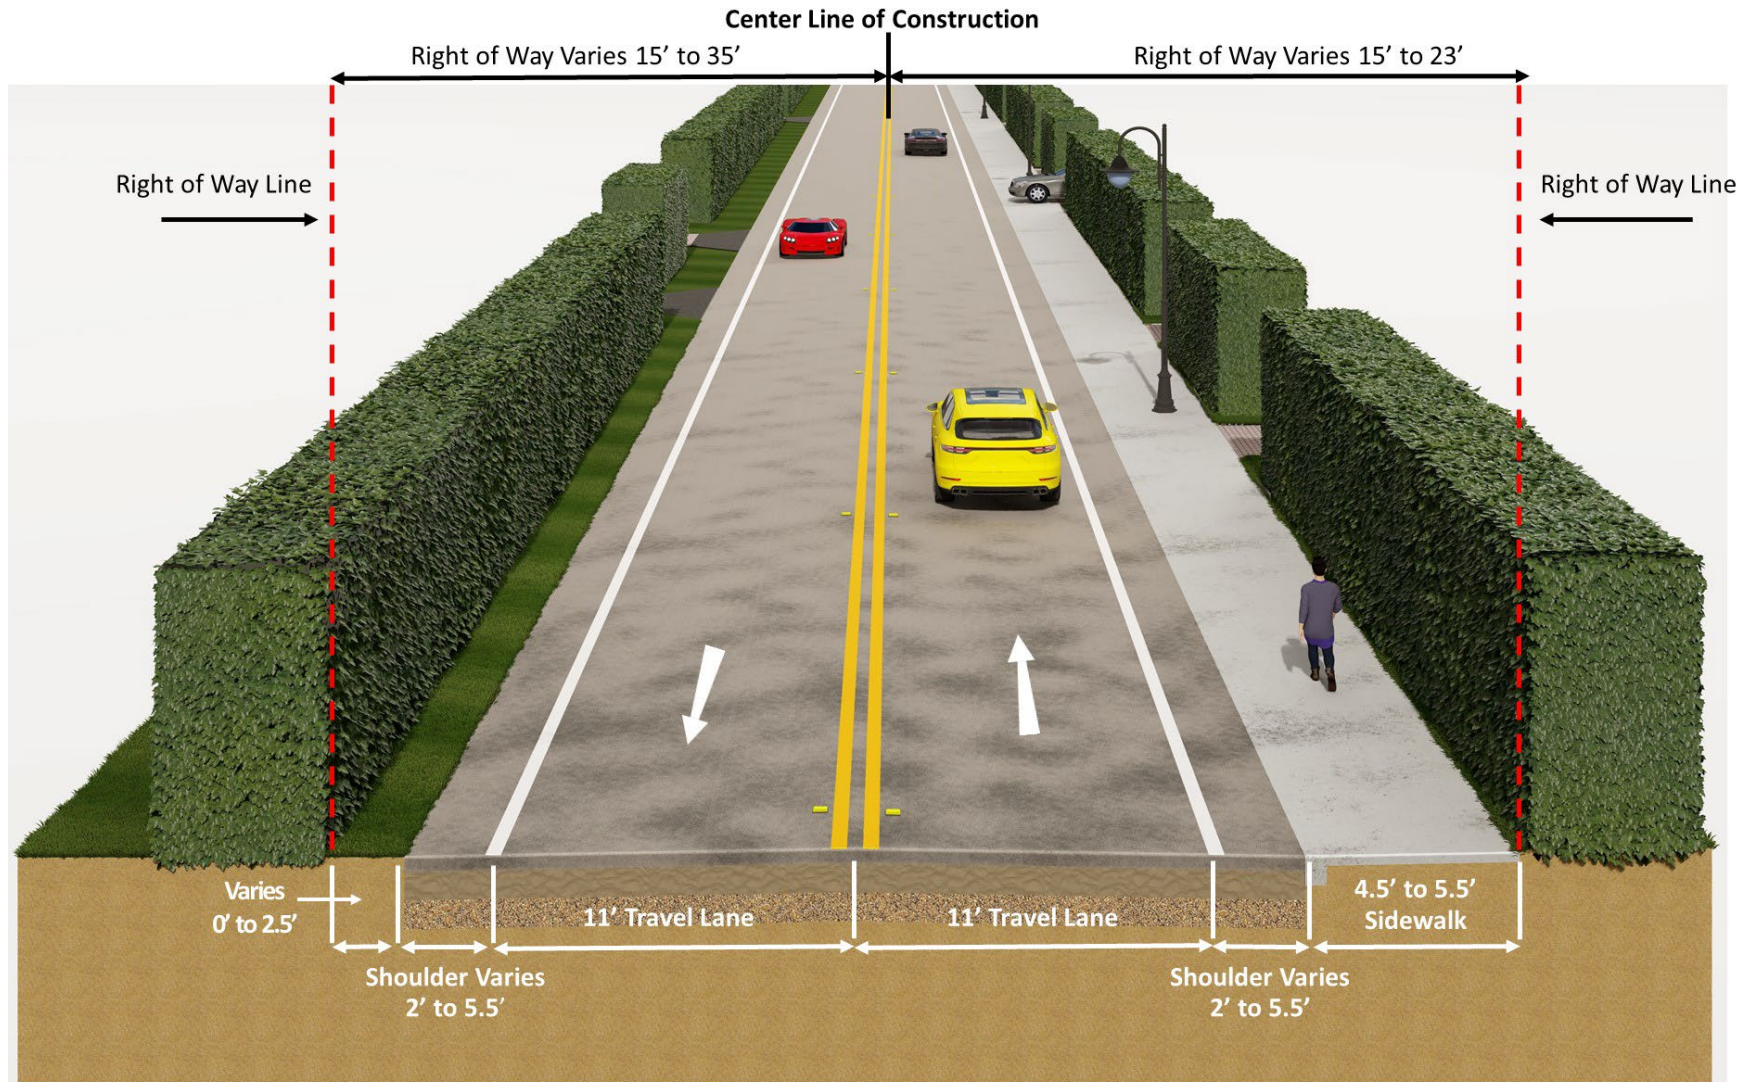 Center Line of Construction
Right of Way Varies 15’ to 35’
Right of Way Varies 15’ to 23’
Right of Way Line
Right of Way Line
Varies
0’ to 2.5’
11’ Travel Lane
11’ Travel Lane
4.5’ to 5.5’
Sidewalk
Shoulder Varies
2’ to 5.5’
Shoulder Varies
2’ to 5.5’